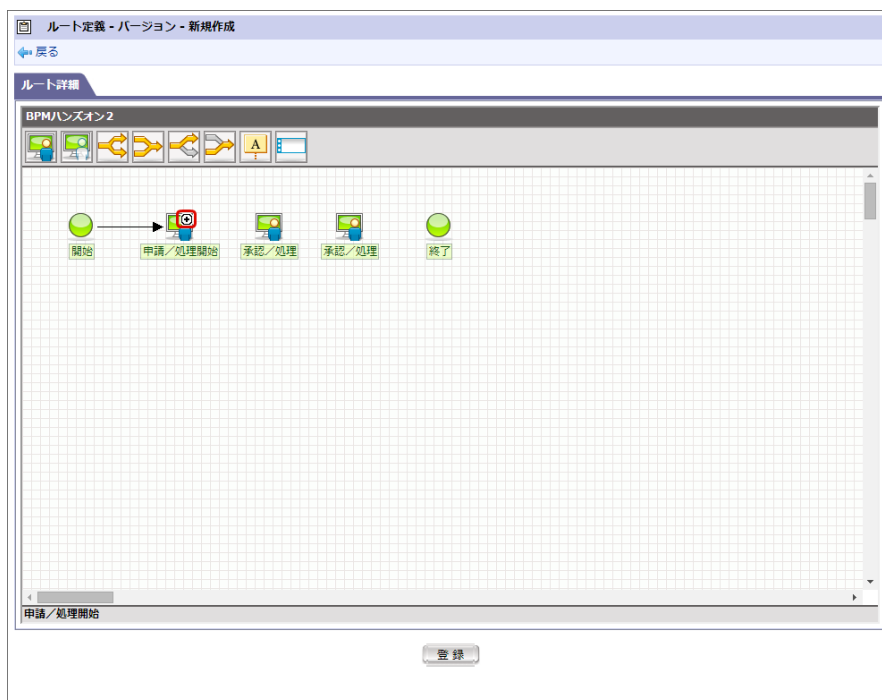 ルート定義 - バージョン - 新規作成
戻る
ルート詳細
BPMハンズオン2
A
開始
申請／処理開始
承認／処理
承認／処理
終了
申請／処理開始
登録